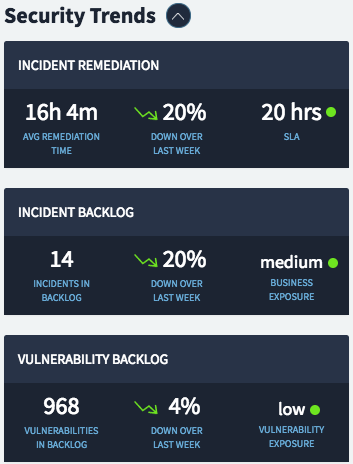 Security Trends
INCIDENT REMEDIATION
16h 4m 20% 20 hrs
AVG REMEDIATION DOWN OVER SLA
TIME LAST WEEK
INCIDENT BACKLOG
14 20% medium
INCIDENTS IN DOWN OVER BUSINESS
BACKLOG LAST WEEK EXPOSURE
VULNERABILITY BACKLOG
968 4% low
VULNERABILITIES DOWN OVER VULNERABILITY
IN BACKLOG LAST WEEK EXPOSURE